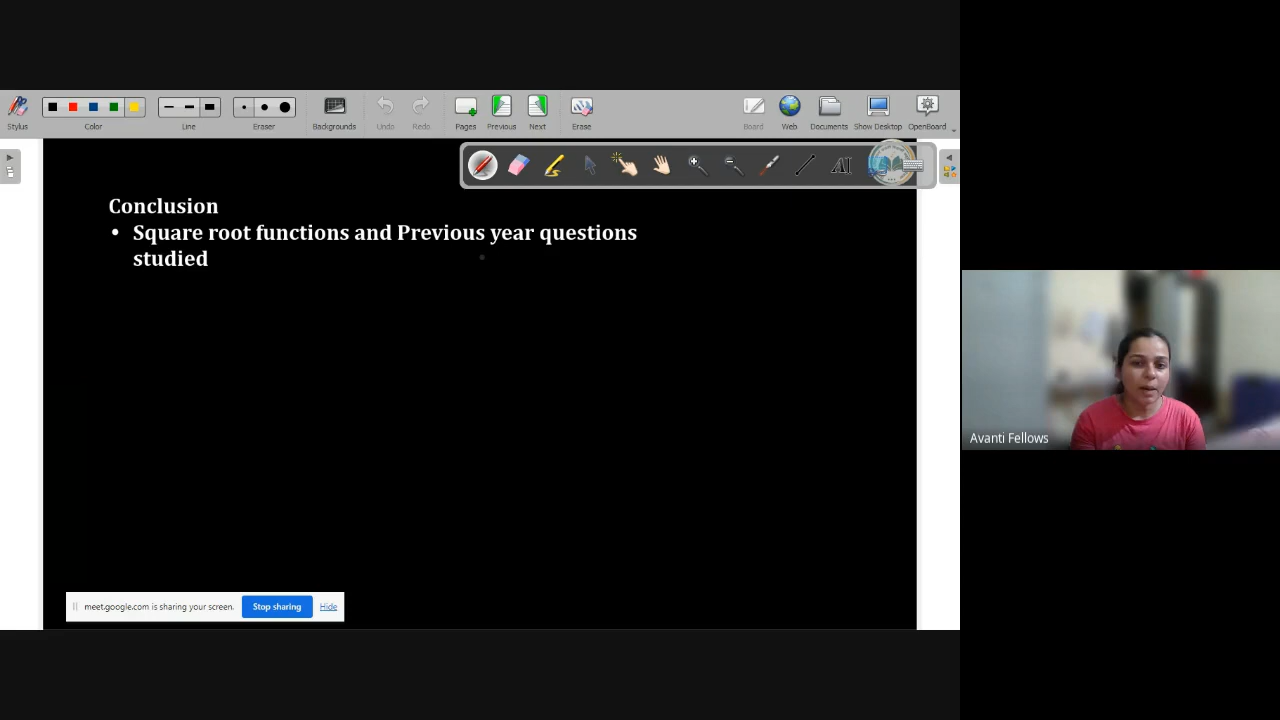 Stylus
Color
Line
Eraser
Backgrounds
Undo
Redo
Pages
Previous
Next
Erase
Board
Web
Documents
Show Desktop
OpenBoard
Conclusion
• Square root functions and Previous year questions
studied
Avanti Fellows
meet.google.com is sharing your screen.
Stop sharing
Hide